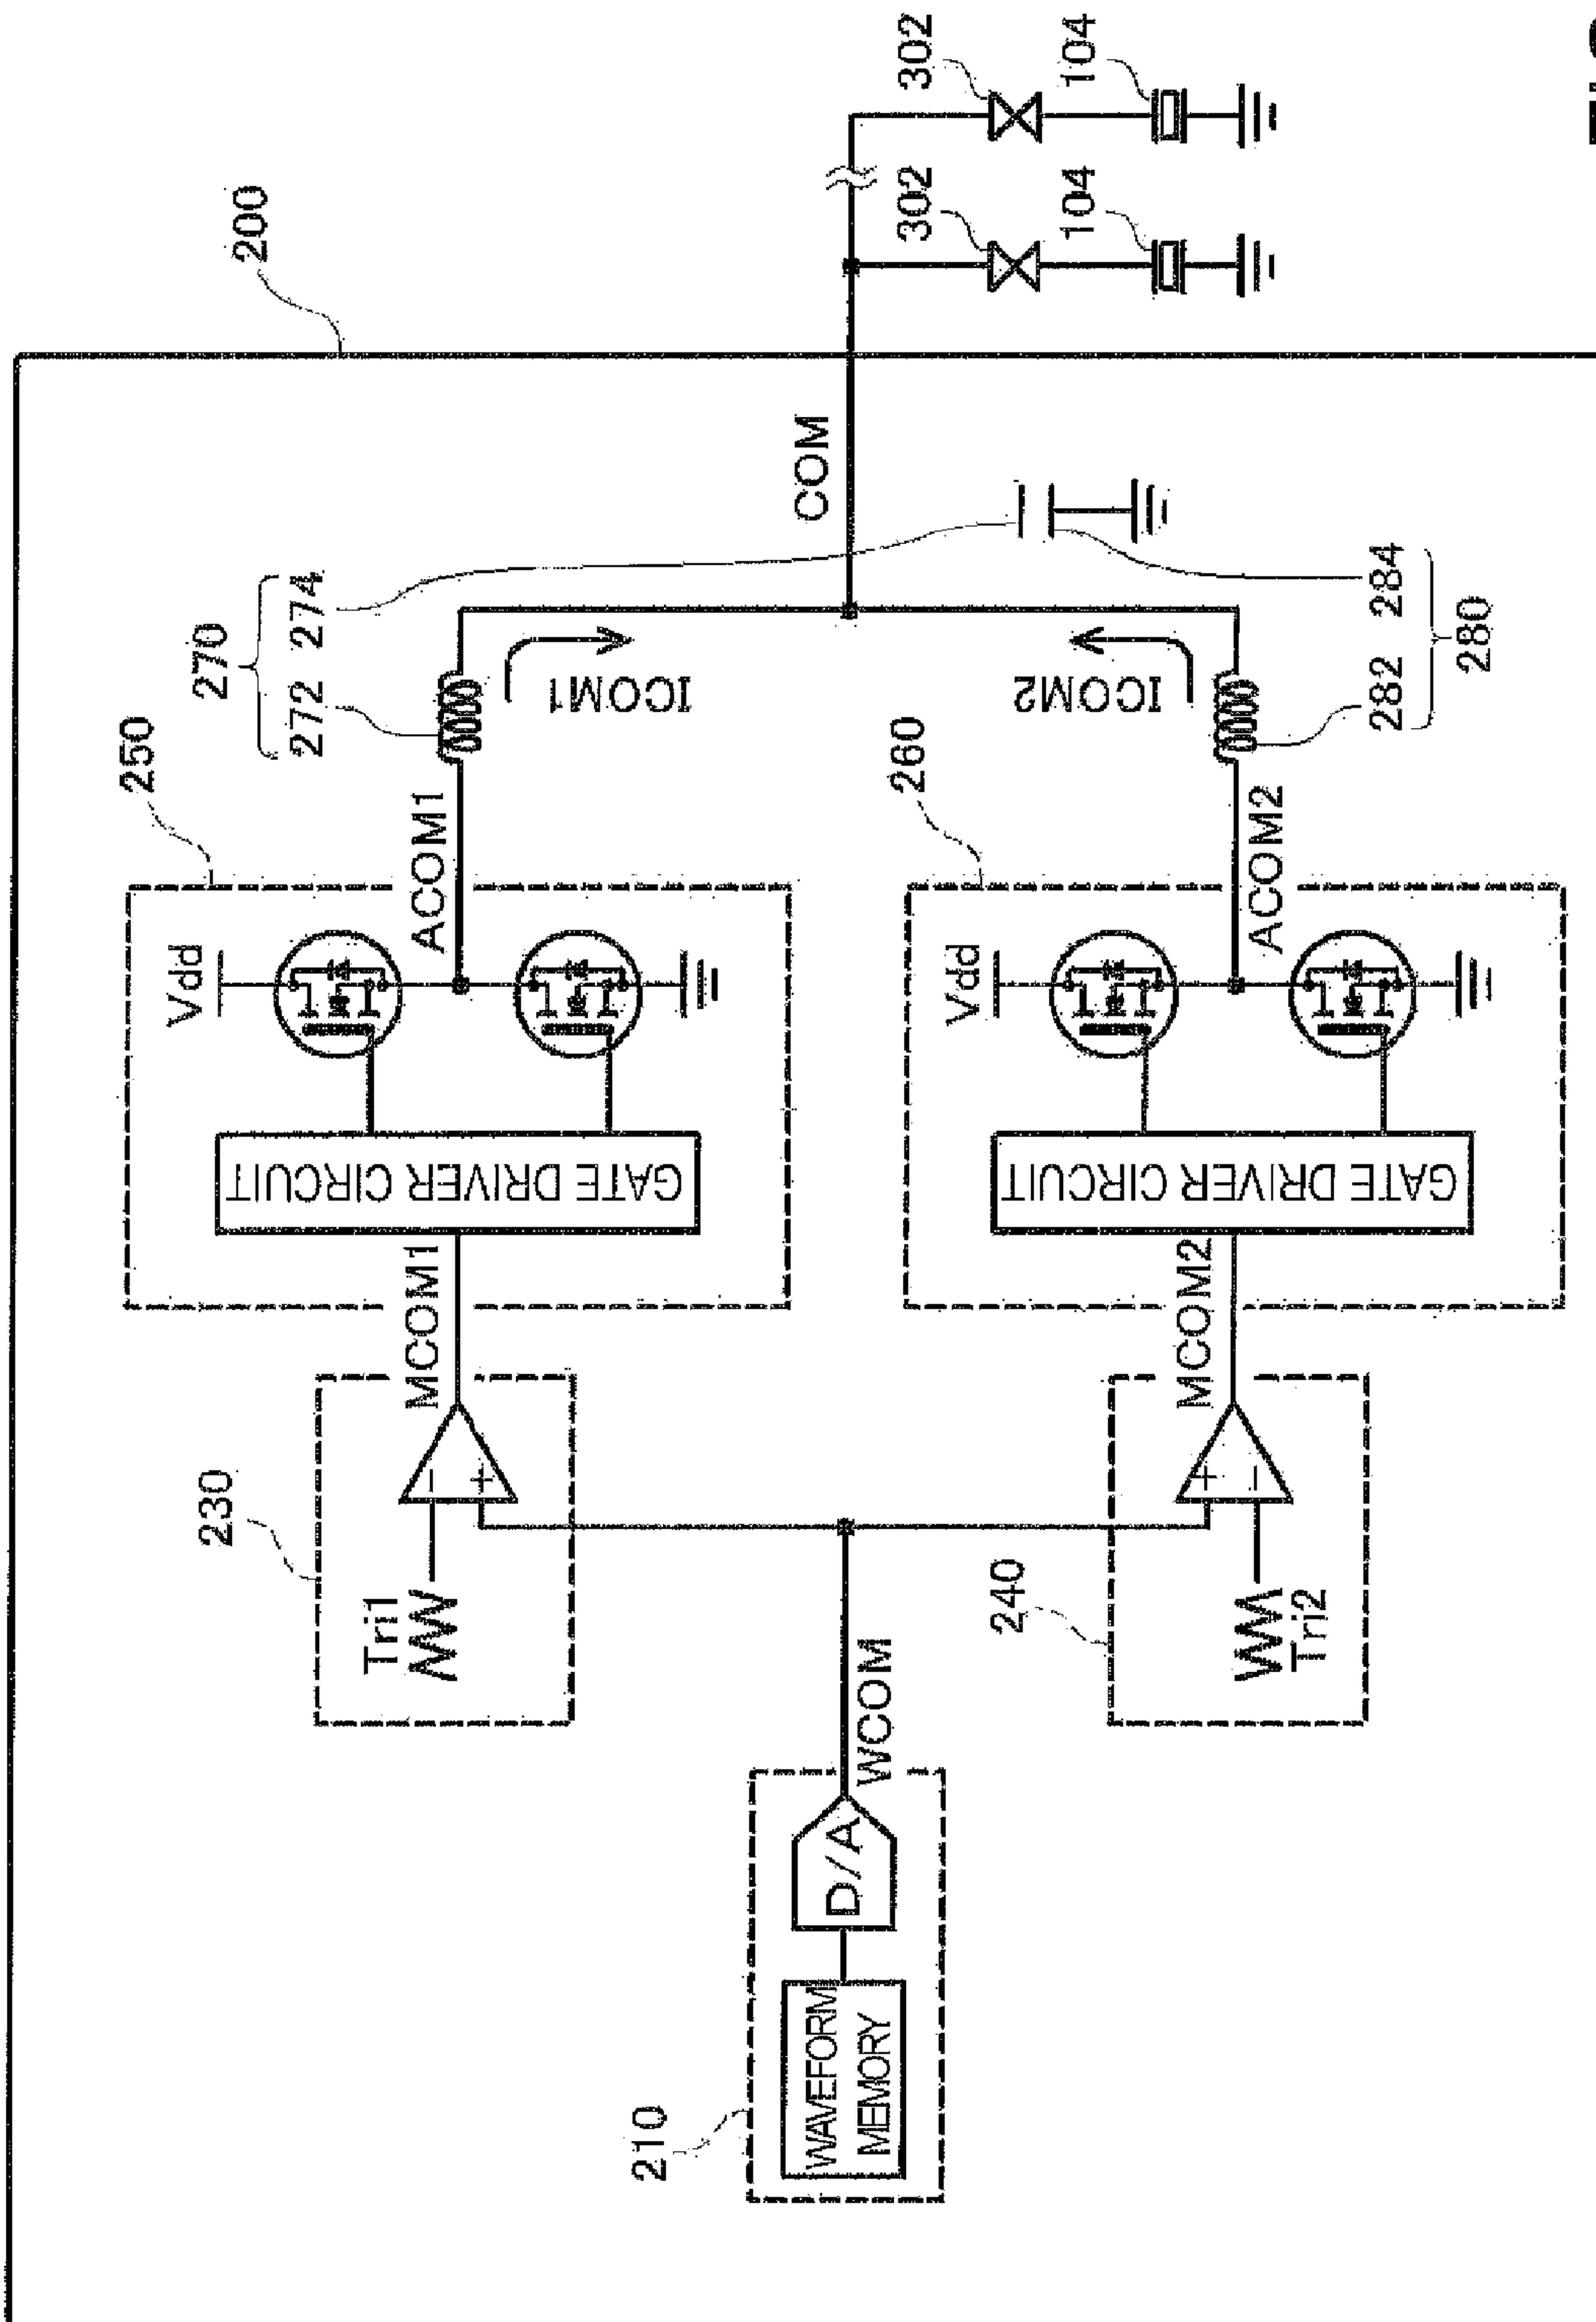 200
270
272 274
250
Vdd
ACOM1
GATE DRIVER CIRCUIT
MCOM1
230
Tri1
−
+
ICOM1
COM
302
302
104
104
210
WAVEFORM
MEMORY
D/A
WCOM
ICOM2
260
Vdd
ACOM2
GATE DRIVER CIRCUIT
MCOM2
240
+
−
Tri2
282 284
280